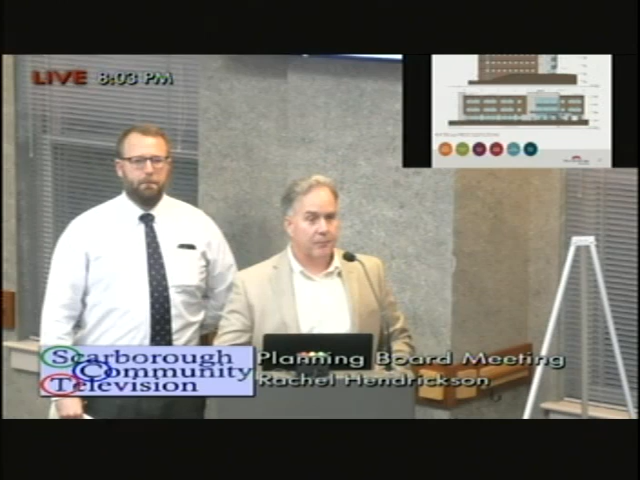 LIVE 8:03 PM
Scarborough
Community
Television
Planning Board Meeting
Rachel Hendrickson